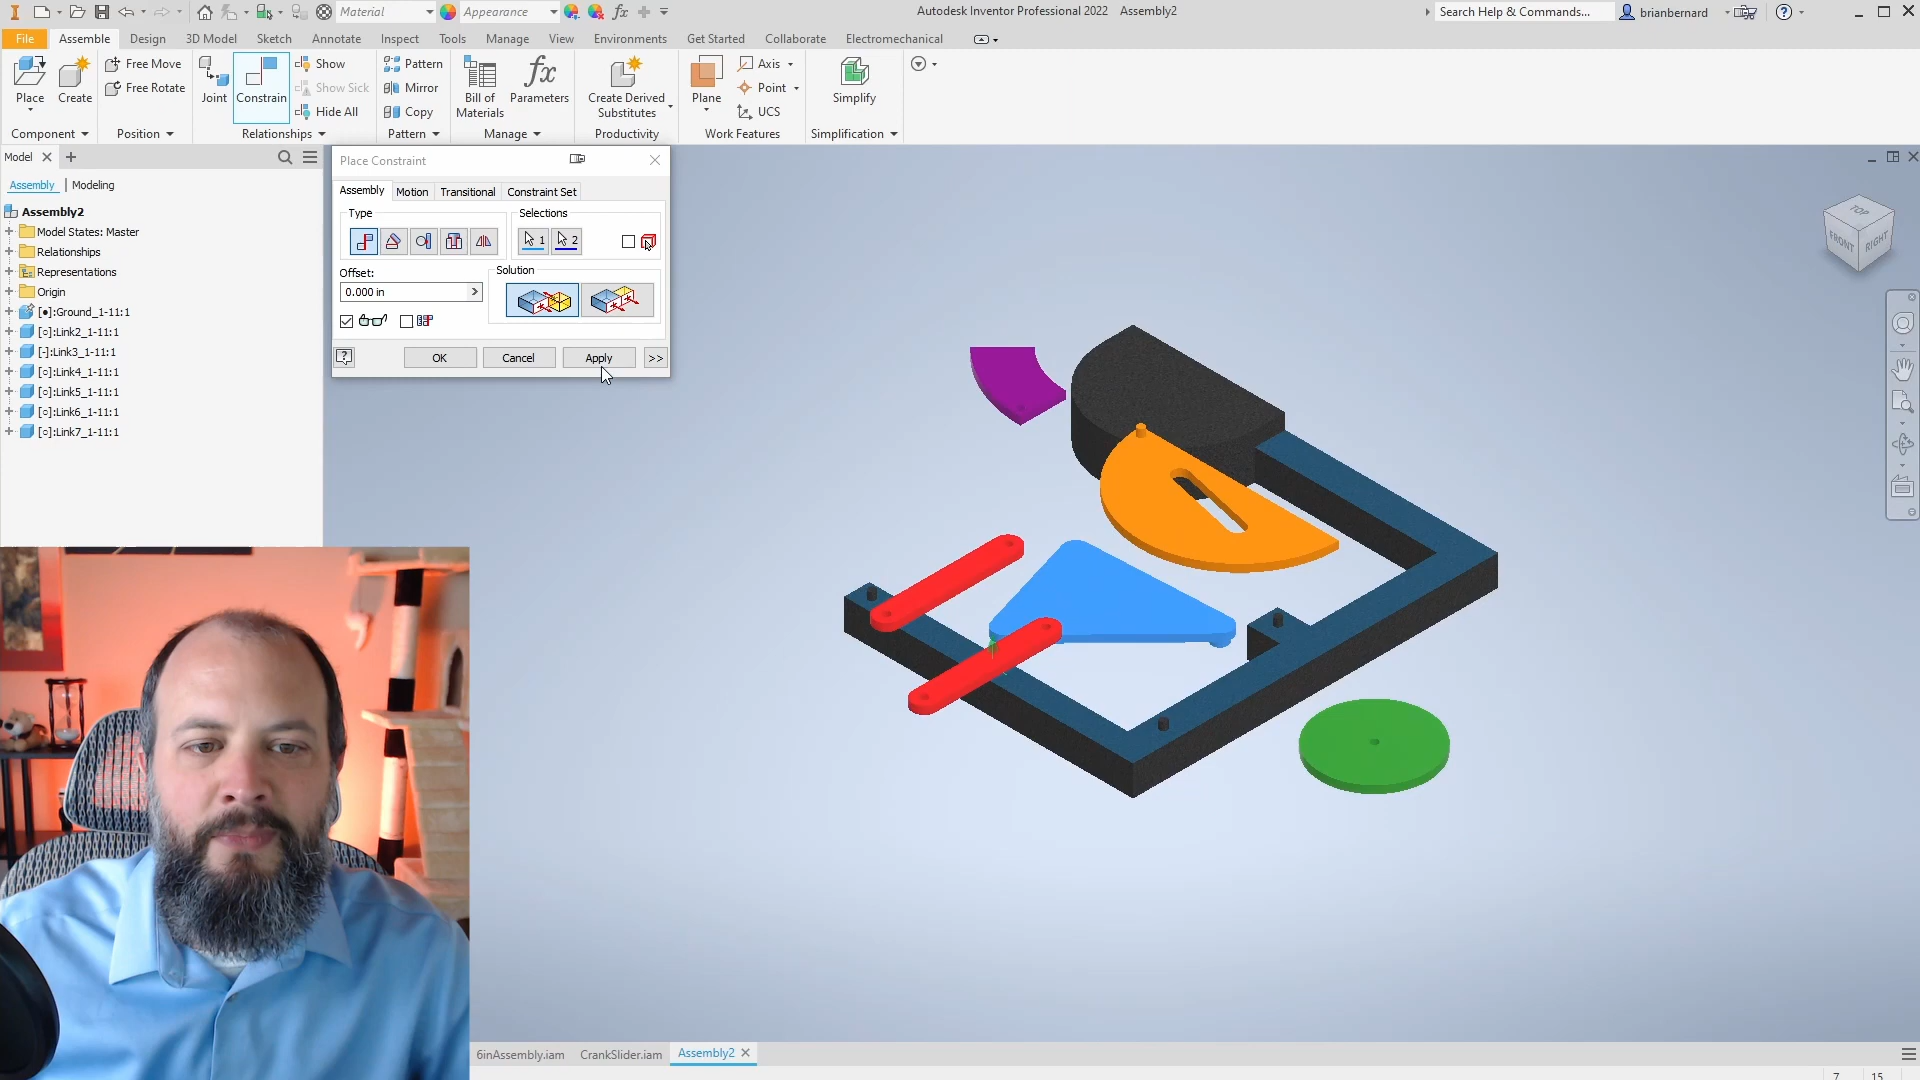 Material
Appearance
fx
Autodesk Inventor Professional 2022 Assembly2
Search Help & Commands...
brianbernard
File Assemble Design 3D Model Sketch Annotate Inspect Tools Manage View Environments Get Started Collaborate Electromechanical
Place
Create
Free Move
Free Rotate
Joint
Constrain
Show
Show Sick
Hide All
Pattern
Mirror
Copy
Bill of
Materials
fx
Parameters
Create Derived
Substitutes
Plane
Axis
Point
UCS
Simplify
Component Position Relationships Pattern Manage Productivity Work Features Simplification
Model
Assembly Modeling
Assembly2
Model States: Master
Relationships
Representations
Origin
[●]:Ground_1-11:1
[○]:Link2_1-11:1
[-]:Link3_1-11:1
[○]:Link4_1-11:1
[○]:Link5_1-11:1
[○]:Link6_1-11:1
[○]:Link7_1-11:1
Place Constraint
Assembly Motion Transitional Constraint Set
Type
Selections
1
2
Offset:
0.000 in
Solution
?
OK
Cancel
Apply
>>
TOP
FRONT
RIGHT
6inAssembly.iam CrankSlider.iam Assembly2
7 15